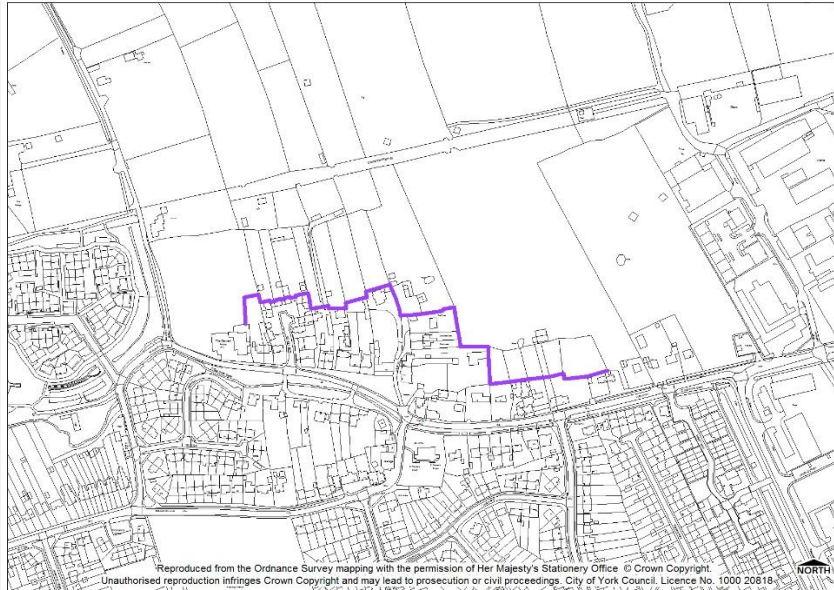 Reproduced from the Ordnance Survey mapping with the permission of Her Majesty's Stationery Office © Crown Copyright.
Unauthorised reproduction infringes Crown Copyright and may lead to prosecution or civil proceedings. City of York Council. Licence No. 1000 20818
NORTH